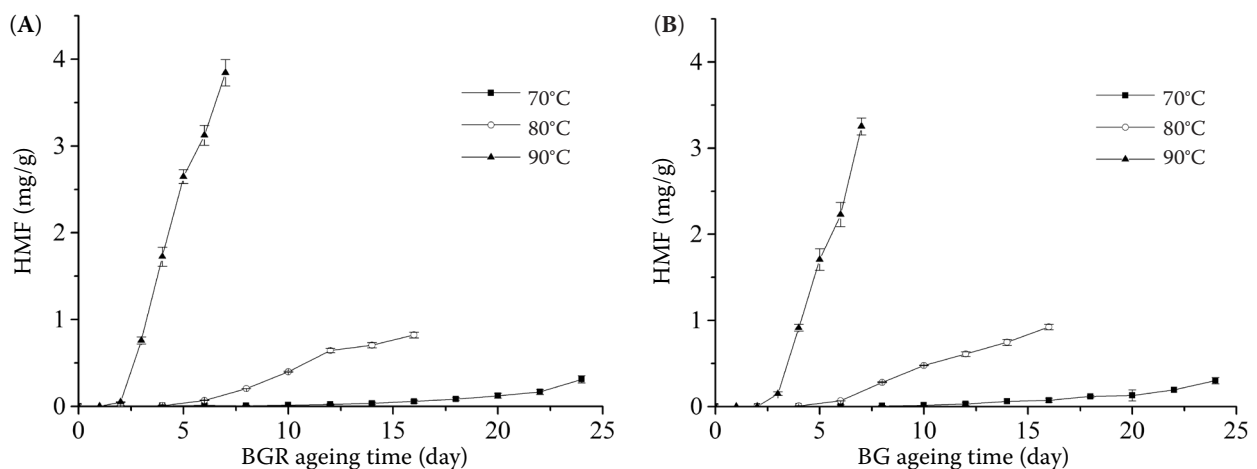 (A)
4
3
2
1
0
HMF (mg/g)
70°C
80°C
90°C
0 5 10 15 20 25
BGR ageing time (day)
(B)
4
3
2
1
0
HMF (mg/g)
70°C
80°C
90°C
0 5 10 15 20 25
BG ageing time (day)